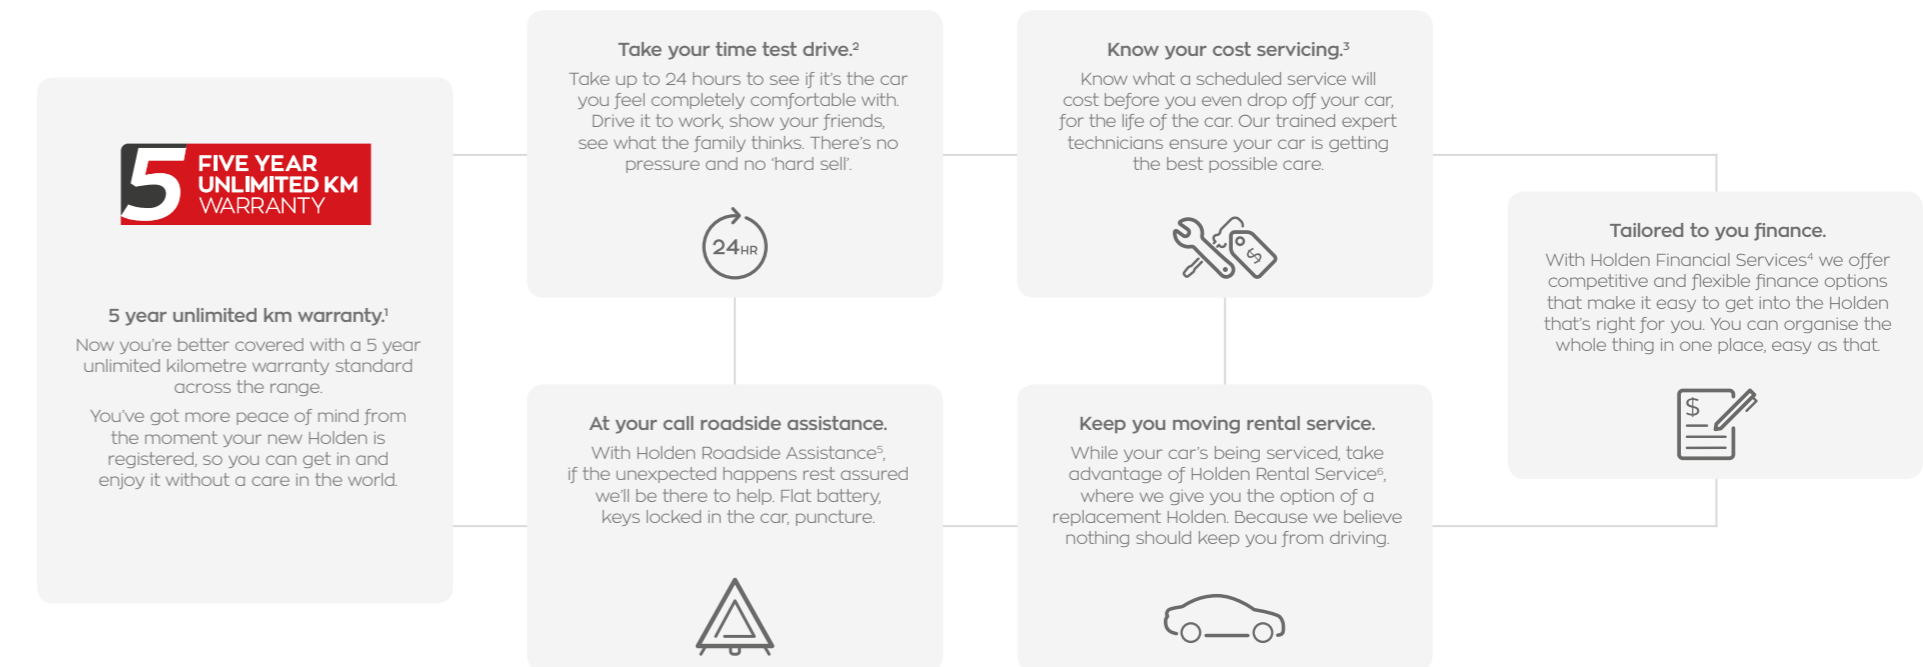 5 FIVE YEAR
UNLIMITED KM
WARRANTY
5 year unlimited km warranty.¹
Now you're better covered with a 5 year
unlimited kilometre warranty standard
across the range.
You've got more peace of mind from
the moment your new Holden is
registered, so you can get in and
enjoy it without a care in the world.
Take your time test drive.²
Take up to 24 hours to see if it's the car
you feel completely comfortable with.
Drive it to work, show your friends,
see what the family thinks. There's no
pressure and no 'hard sell'.
24HR
At your call roadside assistance.
With Holden Roadside Assistance⁵,
if the unexpected happens rest assured
we'll be there to help. Flat battery,
keys locked in the car, puncture.
Know your cost servicing.³
Know what a scheduled service will
cost before you even drop off your car,
for the life of the car. Our trained expert
technicians ensure your car is getting
the best possible care.
$
Keep you moving rental service.
While your car's being serviced, take
advantage of Holden Rental Service⁶,
where we give you the option of a
replacement Holden. Because we believe
nothing should keep you from driving.
Tailored to you finance.
With Holden Financial Services⁴ we offer
competitive and flexible finance options
that make it easy to get into the Holden
that's right for you. You can organise the
whole thing in one place, easy as that.
$